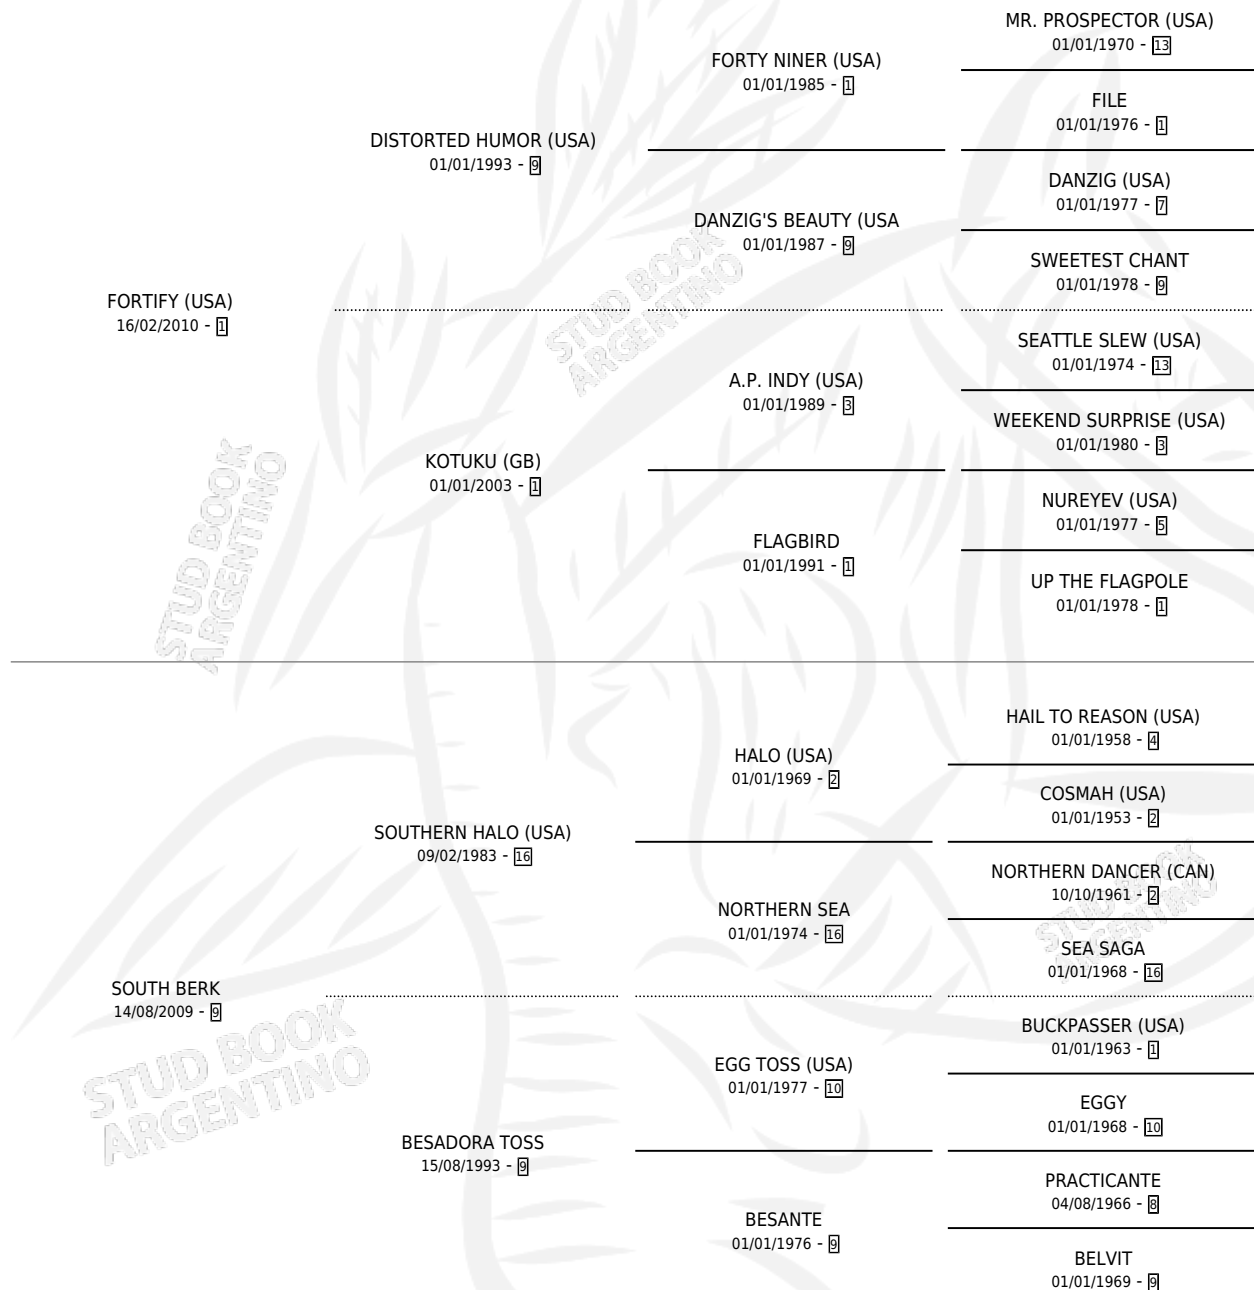 MR. PROSPECTOR (USA)
01/01/1970 - 13
FORTY NINER (USA)
01/01/1985 - 1
FILE
01/01/1976 - 1
DISTORTED HUMOR (USA)
01/01/1993 - 9
DANZIG (USA)
01/01/1977 - 7
DANZIG'S BEAUTY (USA
01/01/1987 - 9
SWEETEST CHANT
01/01/1978 - 9
FORTIFY (USA)
16/02/2010 - 1
STUD BOOK
ARGENTINO
SEATTLE SLEW (USA)
01/01/1974 - 13
A.P. INDY (USA)
01/01/1989 - 3
WEEKEND SURPRISE (USA)
01/01/1980 - 3
KOTUKU (GB)
01/01/2003 - 1
NUREYEV (USA)
01/01/1977 - 5
FLAGBIRD
01/01/1991 - 1
UP THE FLAGPOLE
01/01/1978 - 1
STUD BOOK
ARGENTINO
HAIL TO REASON (USA)
01/01/1958 - 4
HALO (USA)
01/01/1969 - 2
COSMAH (USA)
01/01/1953 - 2
SOUTHERN HALO (USA)
09/02/1983 - 16
NORTHERN DANCER (CAN)
10/10/1961 - 2
NORTHERN SEA
01/01/1974 - 16
STUD BOOK
ARGENTINO
SEA SAGA
01/01/1968 - 16
SOUTH BERK
14/08/2009 - 9
BUCKPASSER (USA)
01/01/1963 - 1
EGG TOSS (USA)
01/01/1977 - 10
STUD BOOK
ARGENTINO
EGGY
01/01/1968 - 10
BESADORA TOSS
15/08/1993 - 9
PRACTICANTE
04/08/1966 - 8
BESANTE
01/01/1976 - 9
BELVIT
01/01/1969 - 9